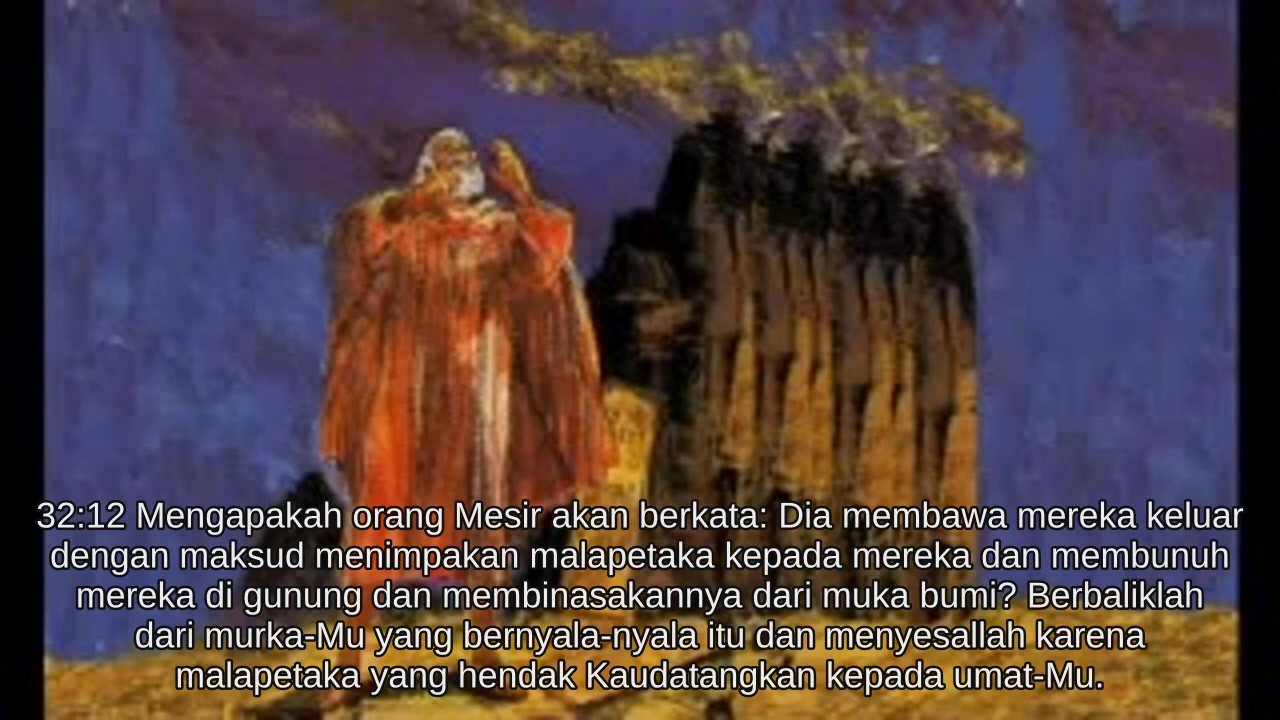 32:12 Mengapakah orang Mesir akan berkata: Dia membawa mereka keluar
dengan maksud menimpakan malapetaka kepada mereka dan membunuh
mereka di gunung dan membinasakannya dari muka bumi? Berbaliklah
dari murka-Mu yang bernyala-nyala itu dan menyesallah karena
malapetaka yang hendak Kaudatangkan kepada umat-Mu.